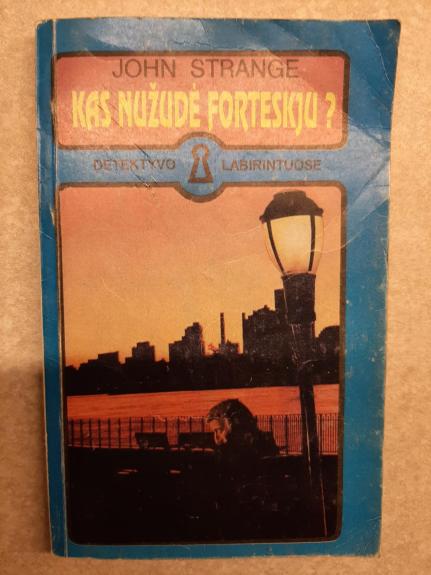 JOHN STRANGE
KAS NUŽUDĖ FORTESKJU?
DETEKTYVO LABIRINTUOSE